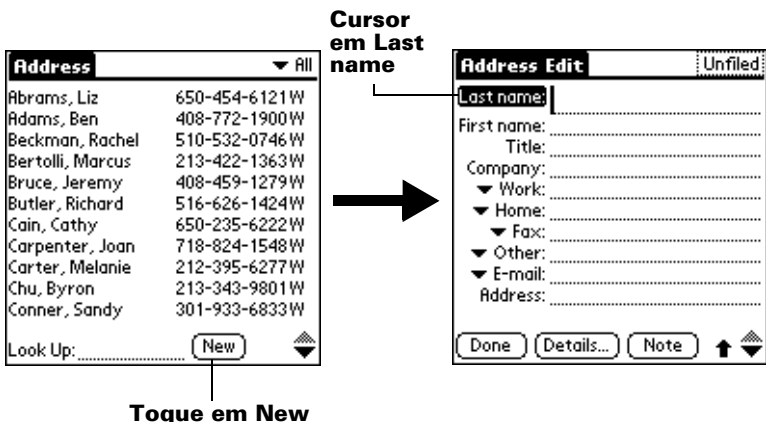 Cursor
em Last
name
Address ▼ All
Abrams, Liz 650-454-6121W
Adams, Ben 408-772-1900W
Beckman, Rachel 510-532-0746W
Bertolli, Marcus 213-422-1363W
Bruce, Jeremy 408-459-1279W
Butler, Richard 516-626-1424W
Cain, Cathy 650-235-6222W
Carpenter, Joan 718-824-1548W
Carter, Melanie 212-395-6277W
Chu, Byron 213-343-9801W
Conner, Sandy 301-933-6833W
Look Up: New
Toque em New
Address Edit Unfiled
Last name:
First name:
Title:
Company:
▼ Work:
▼ Home:
▼ Fax:
▼ Other:
▼ E-mail:
Address:
Done Details... Note